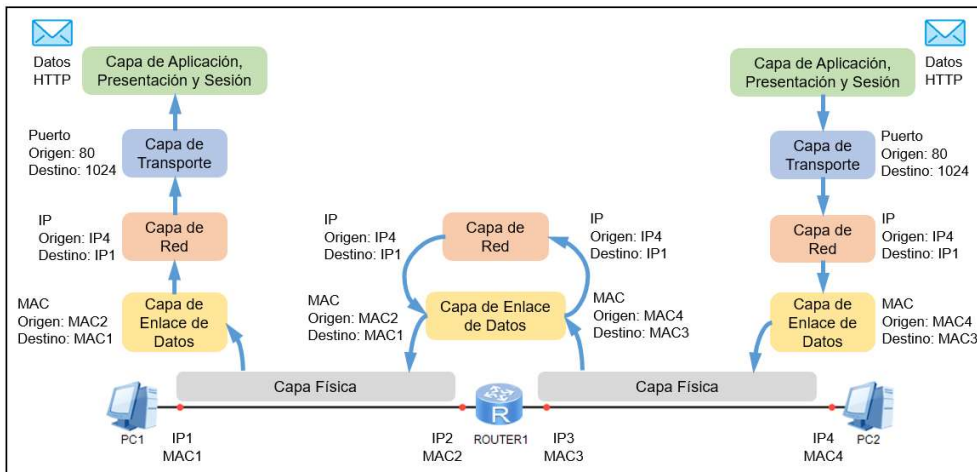 Datos
HTTP
Capa de Aplicación,
Presentación y Sesión
Capa de Aplicación,
Presentación y Sesión
Datos
HTTP
Puerto
Origen: 80
Destino: 1024
Capa de
Transporte
Capa de
Transporte
Puerto
Origen: 80
Destino: 1024
IP
Origen: IP4
Destino: IP1
Capa de
Red
IP
Origen: IP4
Destino: IP1
Capa de
Red
IP
Origen: IP4
Destino: IP1
Capa de
Red
IP
Origen: IP4
Destino: IP1
MAC
Origen: MAC2
Destino: MAC1
Capa de
Enlace de
Datos
MAC
Origen: MAC2
Destino: MAC1
Capa de Enlace
de Datos
MAC
Origen: MAC4
Destino: MAC3
Capa de
Enlace de
Datos
MAC
Origen: MAC4
Destino: MAC3
Capa Física
Capa Física
PC1
IP1
MAC1
IP2
MAC2
R
ROUTER1
IP3
MAC3
IP4
MAC4
PC2